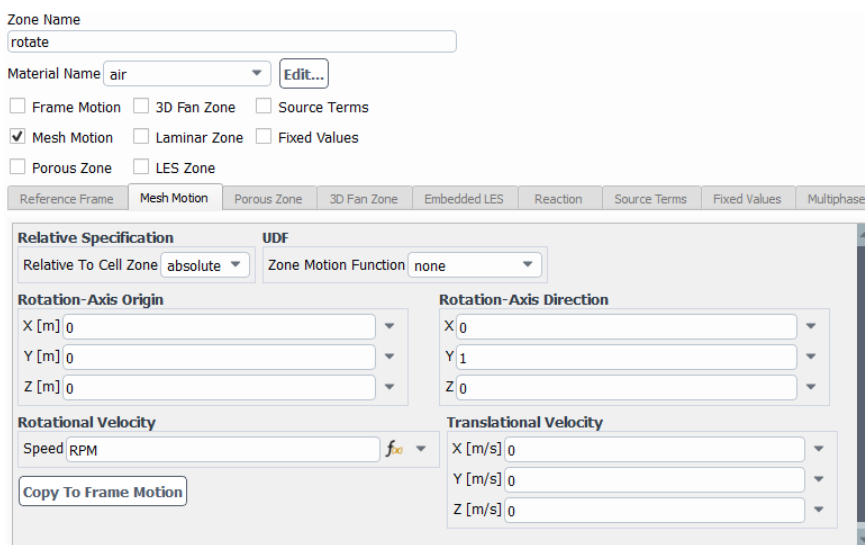 Zone Name
rotate
Material Name air Edit...
Frame Motion 3D Fan Zone Source Terms
Mesh Motion Laminar Zone Fixed Values
Porous Zone LES Zone
Reference Frame Mesh Motion Porous Zone 3D Fan Zone Embedded LES Reaction Source Terms Fixed Values Multiphase
Relative Specification UDF
Relative To Cell Zone absolute Zone Motion Function none
Rotation-Axis Origin Rotation-Axis Direction
X [m] 0 X 0
Y [m] 0 Y 1
Z [m] 0 Z 0
Rotational Velocity Translational Velocity
Speed RPM f(x) X [m/s] 0
Copy To Frame Motion Y [m/s] 0
Z [m/s] 0